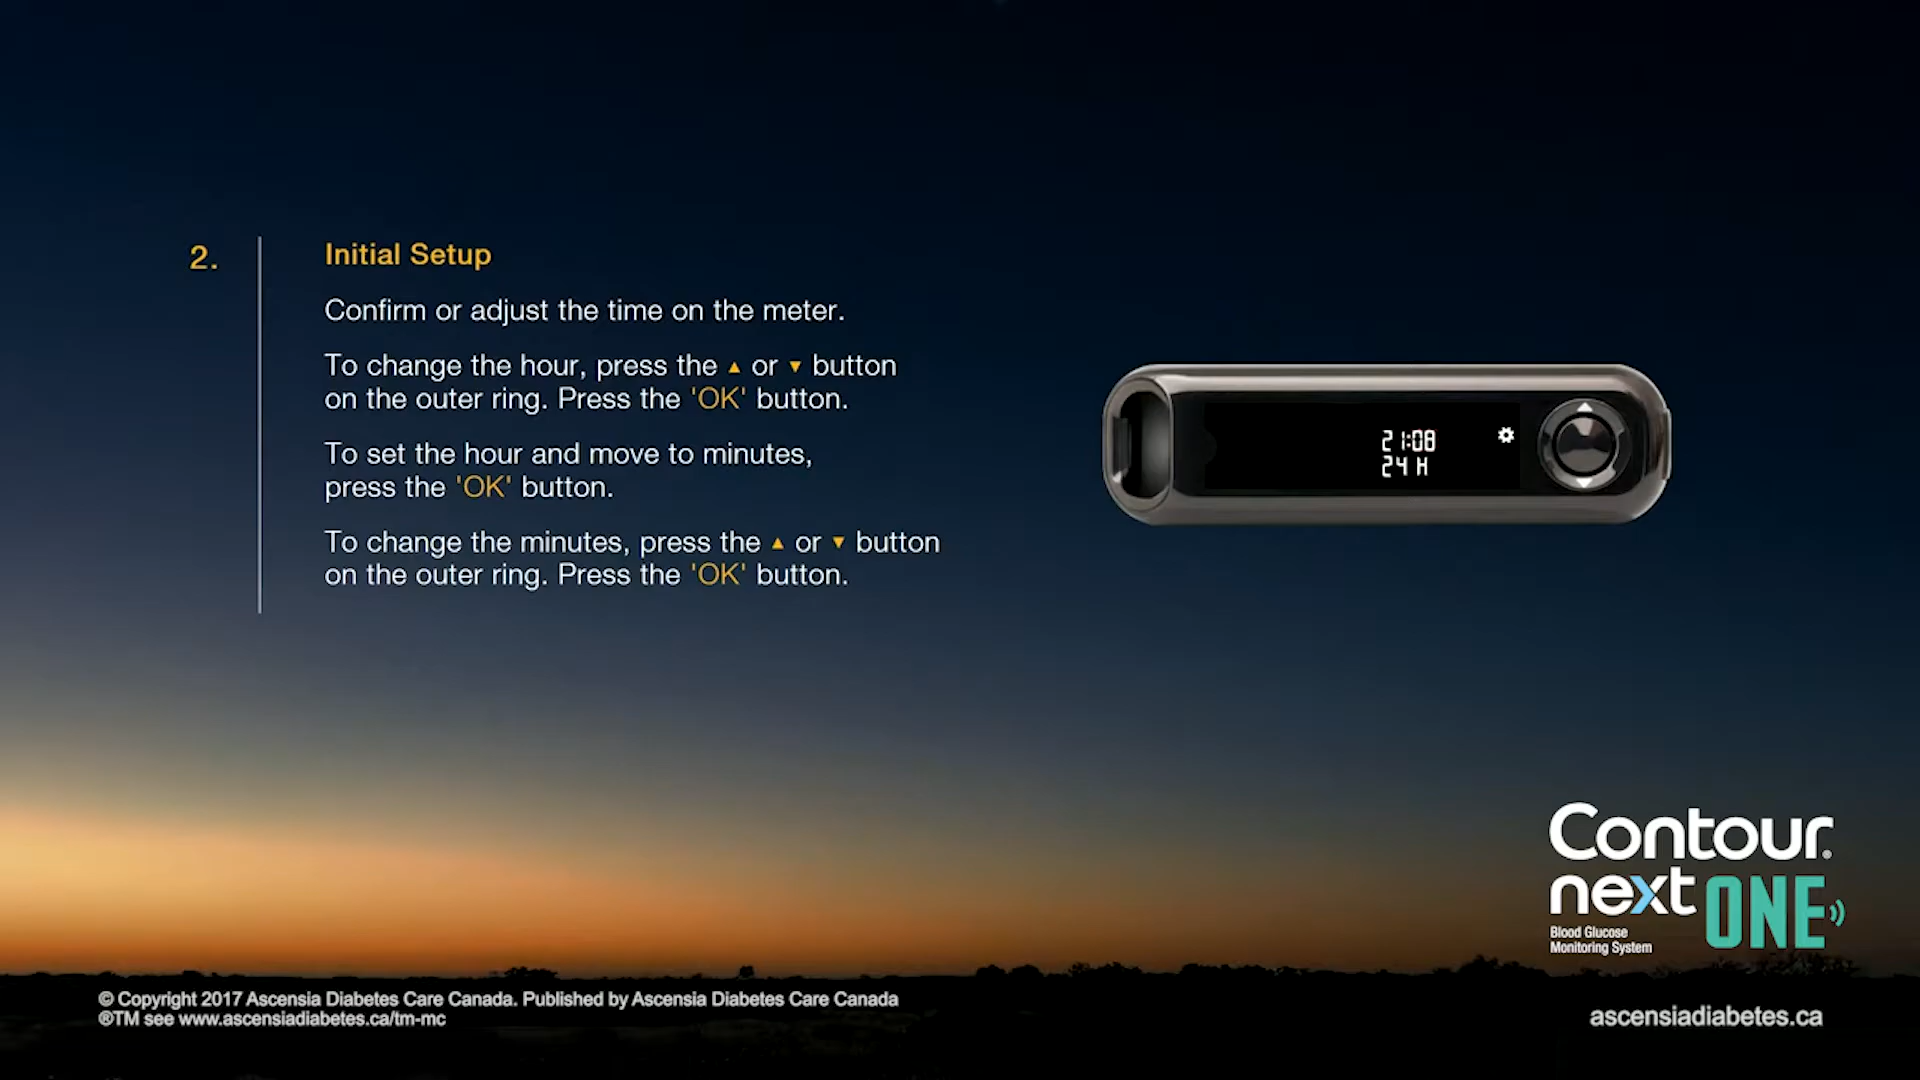 2.
Initial Setup
Confirm or adjust the time on the meter.
To change the hour, press the ▲ or ▼ button
on the outer ring. Press the 'OK' button.
To set the hour and move to minutes,
press the 'OK' button.
To change the minutes, press the ▲ or ▼ button
on the outer ring. Press the 'OK' button.
21:08
24 H
Contour®
next ONE
Blood Glucose
Monitoring System
© Copyright 2017 Ascensia Diabetes Care Canada. Published by Ascensia Diabetes Care Canada
®TM see www.ascensiadiabetes.ca/tm-mc
ascensiadiabetes.ca